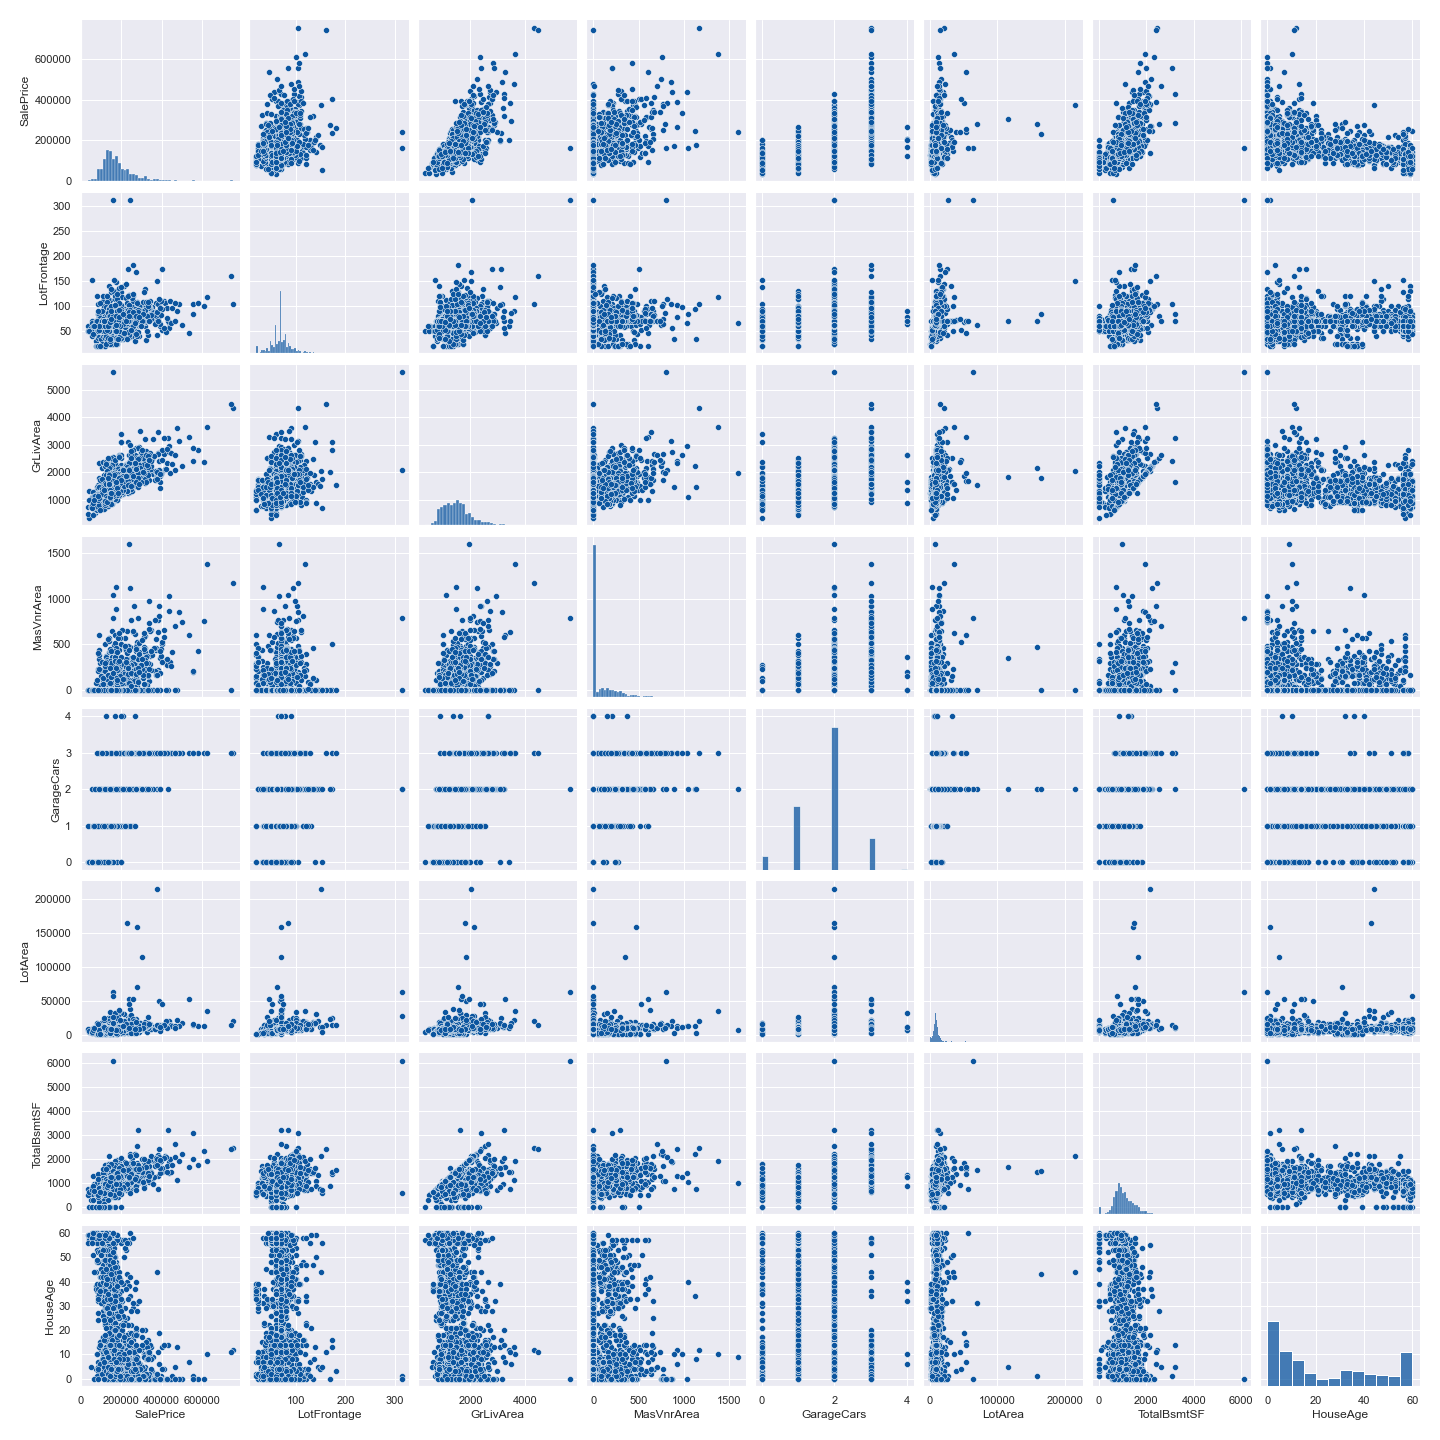 SalePrice
600000
400000
200000
0
LotFrontage
300
250
200
150
100
50
GrLivArea
5000
4000
3000
2000
1000
MasVnrArea
1500
1000
500
0
GarageCars
4
3
2
1
0
LotArea
200000
150000
100000
50000
0
TotalBsmtSF
6000
5000
4000
3000
2000
1000
0
HouseAge
60
50
40
30
20
10
0
0 200000 400000 600000
SalePrice
100 200 300
LotFrontage
2000 4000
GrLivArea
0 500 1000 1500
MasVnrArea
0 2 4
GarageCars
0 100000 200000
LotArea
0 2000 4000 6000
TotalBsmtSF
0 20 40 60
HouseAge